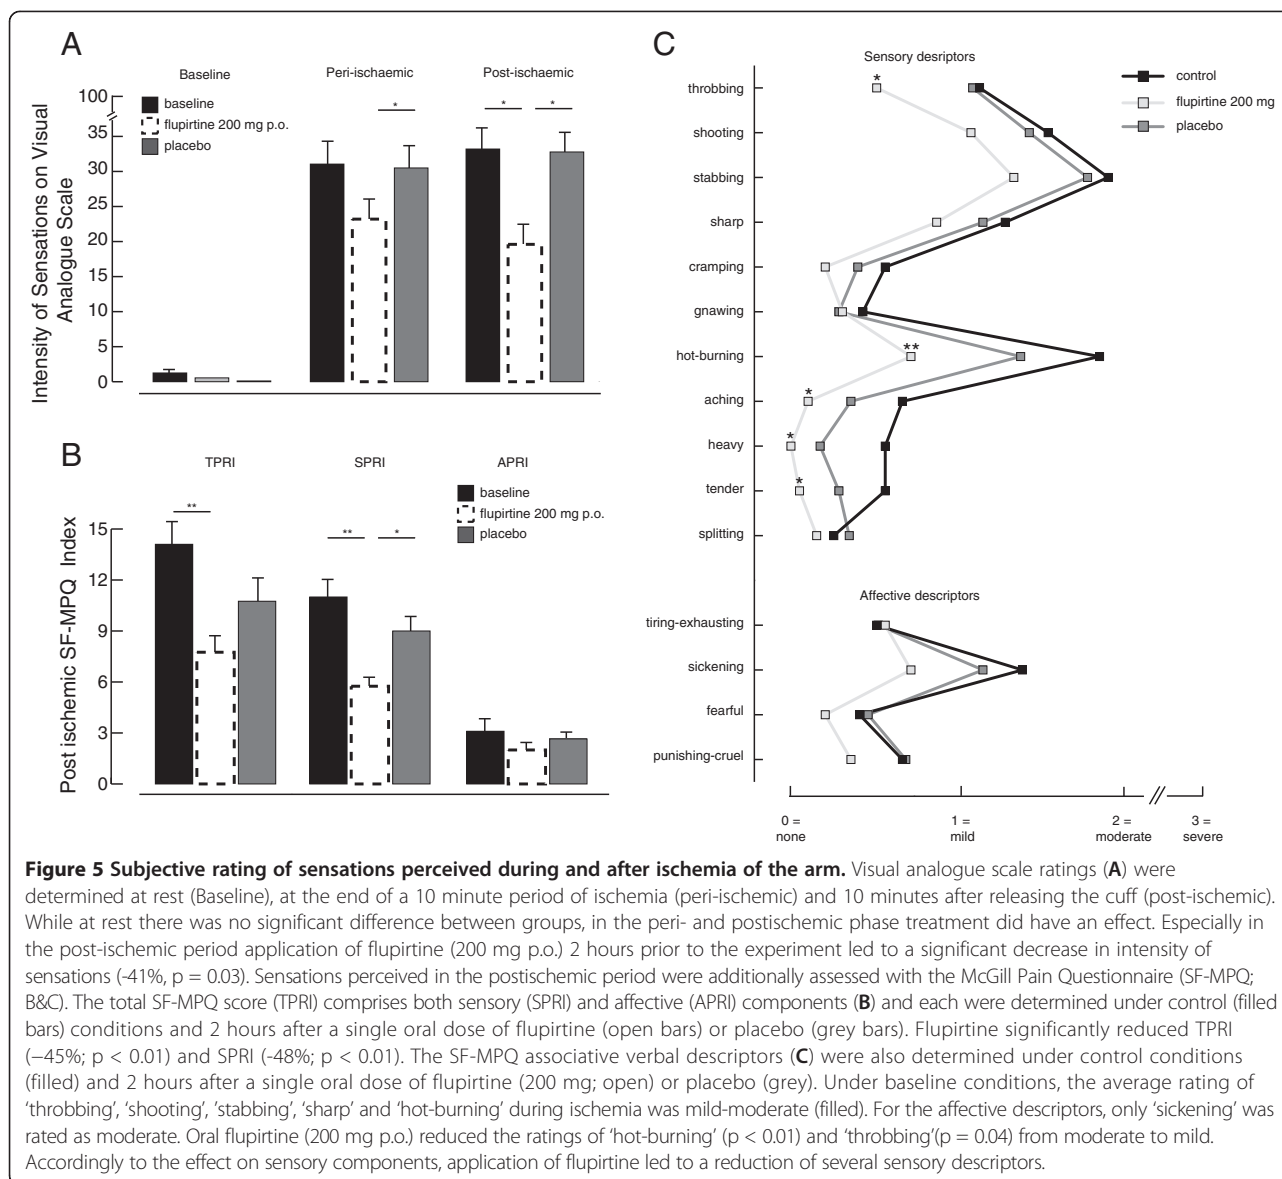 A
Baseline
Peri-ischaemic
Post-ischaemic
baseline
flupirtine 200 mg p.o.
placebo
*
*
*
Intensity of Sensations on Visual
Analogue Scale
100
35
30
25
20
15
10
5
0
B
TPRI
SPRI
APRI
baseline
flupirtine 200 mg p.o.
placebo
**
**
*
Post ischemic SF-MPQ Index
15
12
9
6
3
0
C
Sensory desriptors
control
flupirtine 200 mg
placebo
throbbing
*
shooting
stabbing
sharp
cramping
gnawing
hot-burning
**
aching
*
heavy
*
tender
*
splitting
Affective descriptors
tiring-exhausting
sickening
fearful
punishing-cruel
0 =
none
1 =
mild
2 =
moderate
3 =
severe
Figure 5 Subjective rating of sensations perceived during and after ischemia of the arm. Visual analogue scale ratings (A) were
determined at rest (Baseline), at the end of a 10 minute period of ischemia (peri-ischemic) and 10 minutes after releasing the cuff (post-ischemic).
While at rest there was no significant difference between groups, in the peri- and postischemic phase treatment did have an effect. Especially in
the post-ischemic period application of flupirtine (200 mg p.o.) 2 hours prior to the experiment led to a significant decrease in intensity of
sensations (-41%, p = 0.03). Sensations perceived in the postischemic period were additionally assessed with the McGill Pain Questionnaire (SF-MPQ;
B&C). The total SF-MPQ score (TPRI) comprises both sensory (SPRI) and affective (APRI) components (B) and each were determined under control (filled
bars) conditions and 2 hours after a single oral dose of flupirtine (open bars) or placebo (grey bars). Flupirtine significantly reduced TPRI
(−45%; p < 0.01) and SPRI (-48%; p < 0.01). The SF-MPQ associative verbal descriptors (C) were also determined under control conditions
(filled) and 2 hours after a single oral dose of flupirtine (200 mg; open) or placebo (grey). Under baseline conditions, the average rating of
‘throbbing’, ‘shooting’, ’stabbing’, ‘sharp’ and ‘hot-burning’ during ischemia was mild-moderate (filled). For the affective descriptors, only ‘sickening’ was
rated as moderate. Oral flupirtine (200 mg p.o.) reduced the ratings of ‘hot-burning’ (p < 0.01) and ‘throbbing’(p = 0.04) from moderate to mild.
Accordingly to the effect on sensory components, application of flupirtine led to a reduction of several sensory descriptors.